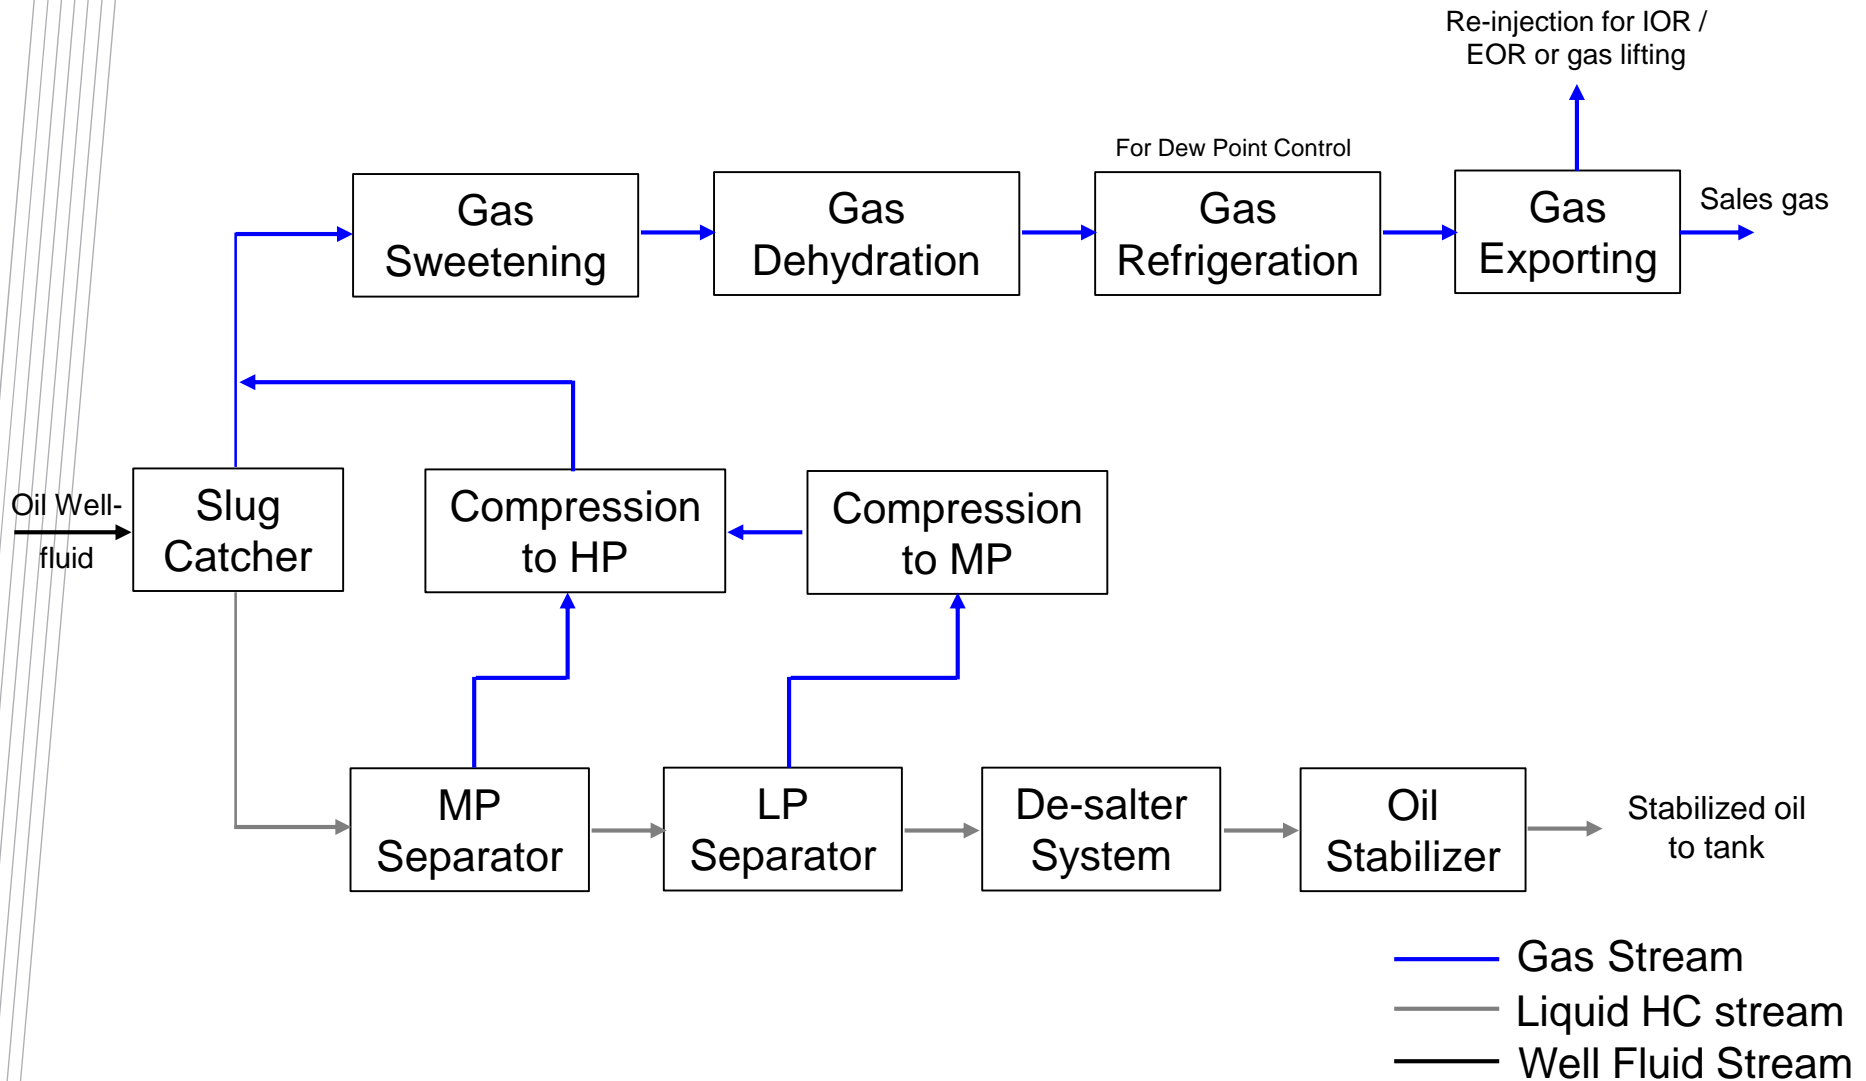 Re-injection for IOR /
EOR or gas lifting
For Dew Point Control
Gas
Sweetening
Gas
Dehydration
Gas
Refrigeration
Gas
Exporting
Sales gas
Oil Well-
fluid
Slug
Catcher
Compression
to HP
Compression
to MP
MP
Separator
LP
Separator
De-salter
System
Oil
Stabilizer
Stabilized oil
to tank
Gas Stream
Liquid HC stream
Well Fluid Stream